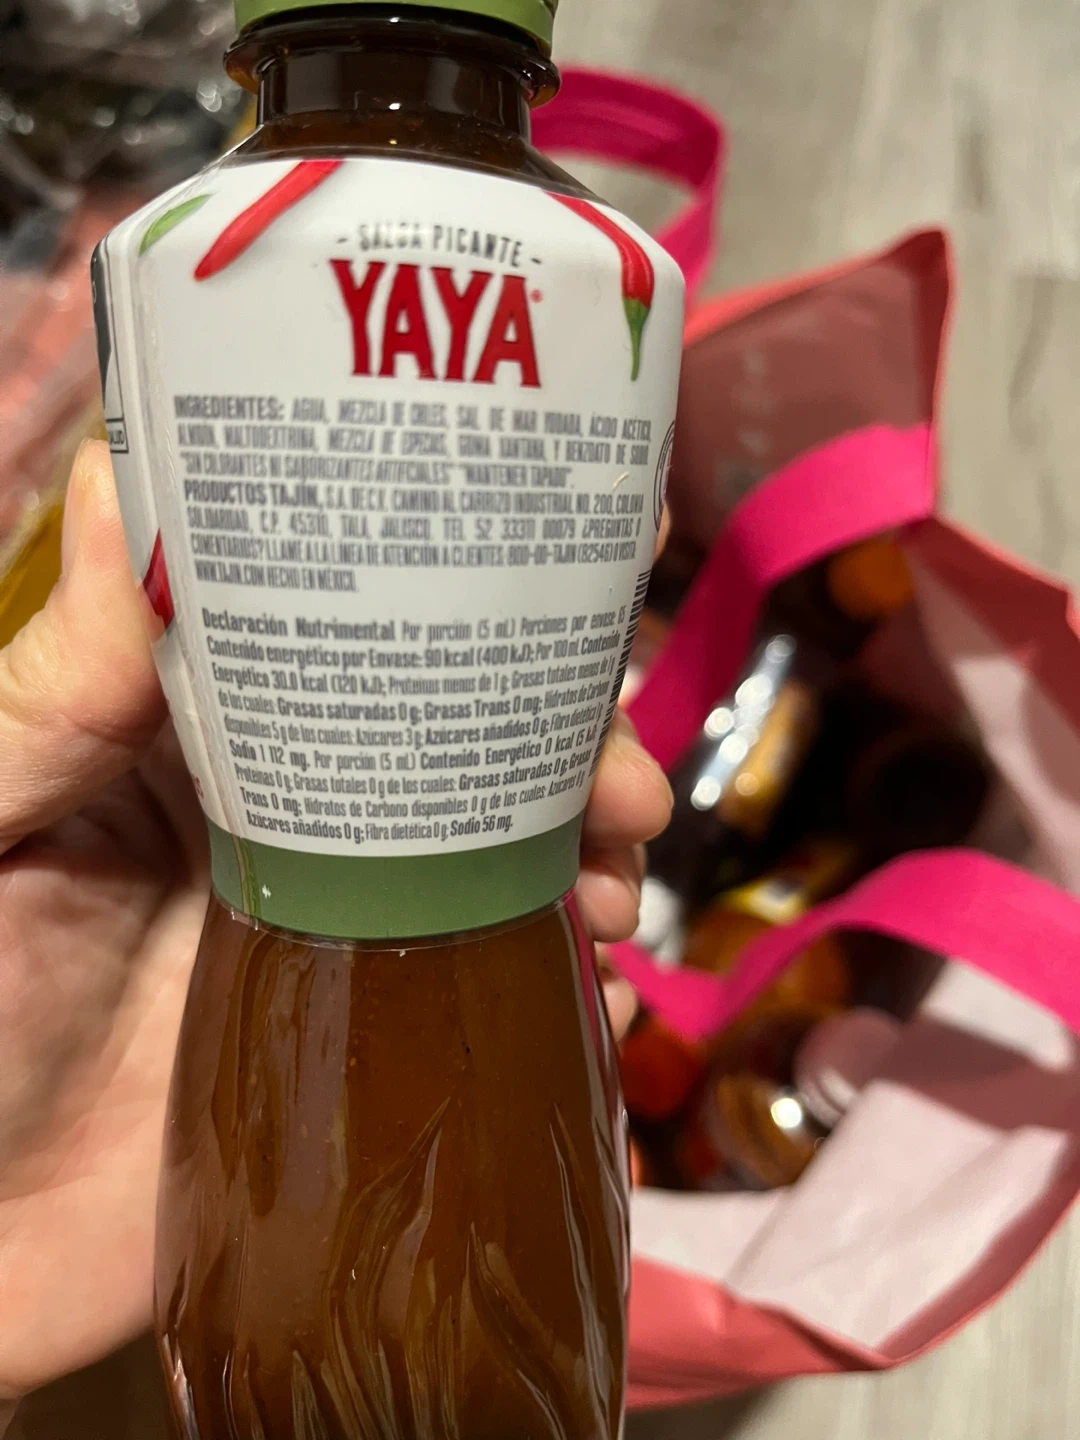 - SALSA PICANTE -
YAYA®
INGREDIENTES: AGUA, MEZCLA DE CHILES, SAL DE MAR YODADA, ÁCIDO ACÉTICO,
ALMIDÓN, MALTODEXTRINA, MEZCLA DE ESPECIAS, GOMA XANTANA, Y BENZOATO DE SODIO.
"SIN COLORANTES NI SABORIZANTES ARTIFICIALES" "MANTENER TAPADO".
PRODUCTOS TAJÍN, S.A. DE C.V. CAMINO AL CARRIZO INDUSTRIAL NO. 200, COLONIA
SOLIDARIDAD, C.P. 45310, TALA, JALISCO. TEL. 52 33311 00079 ¿PREGUNTAS O
COMENTARIOS? LLAME A LA LÍNEA DE ATENCIÓN A CLIENTES: 800-00-TAJIN (82546) O VISITA
WWW.TAJIN.COM HECHO EN MÉXICO.
Declaración Nutrimental Por porción (5 mL) Porciones por envase: 65
Contenido energético por Envase: 90 kcal (400 kJ); Por 100 ml Contenido
Energético 30.0 kcal (120 kJ); Proteínas menos de 1 g; Grasas totales menos de 1 g
de los cuales: Grasas saturadas 0 g; Grasas Trans 0 mg; Hidratos de Carbono
disponibles 5 g de los cuales: Azúcares 3 g; Azúcares añadidos 0 g; Fibra dietética 1 g
Sodio 1 112 mg. Por porción (5 mL) Contenido Energético 0 kcal (5 kJ)
Proteínas 0 g; Grasas totales 0 g de los cuales: Grasas saturadas 0 g; Grasas
Trans 0 mg; Hidratos de Carbono disponibles 0 g de los cuales: Azúcares 0 g
Azúcares añadidos 0 g; Fibra dietética 0 g; Sodio 56 mg.